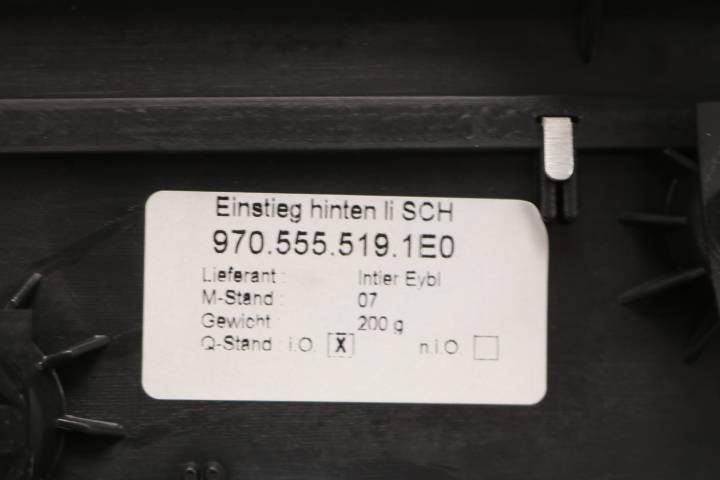 Einstieg hinten li SCH
970.555.519.1E0
Lieferant : Intier Eybl
M-Stand : 07
Gewicht 200 g
Q-Stand : i.O. [X] n.i.O. [ ]